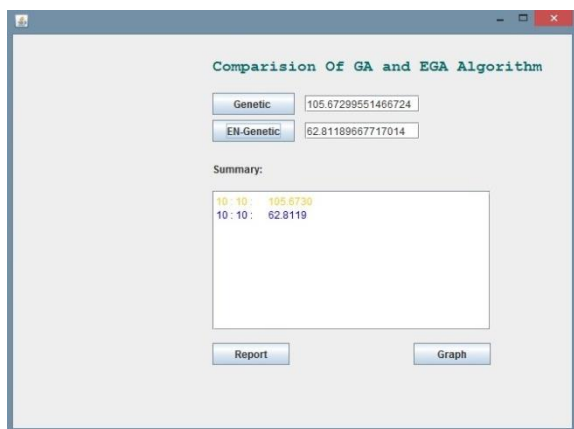 Comparision Of GA and EGA Algorithm
Genetic 105.67299551466724
EN-Genetic 62.81189667717014
Summary:
10 : 10 : 105.6730
10 : 10 : 62.8119
Report Graph